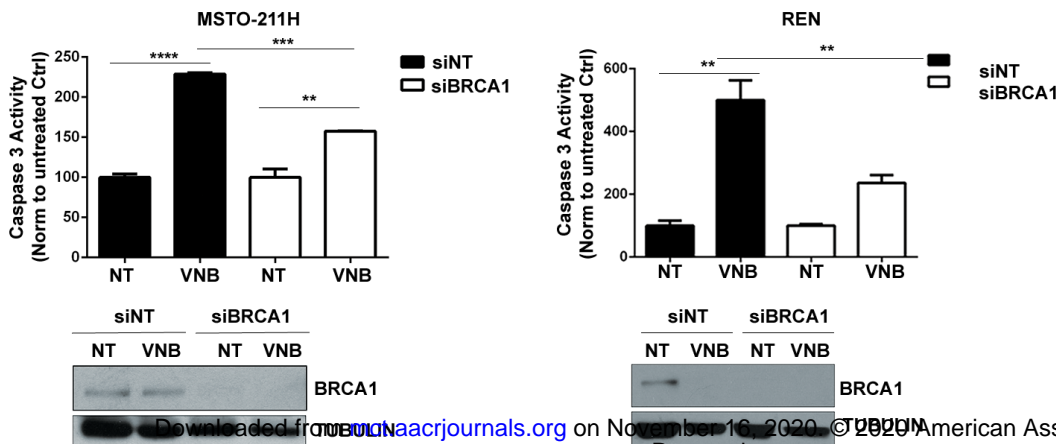 MSTO-211H
****
***
**
250
200
150
100
50
0
Caspase 3 Activity
(Norm to untreated Ctrl)
NT VNB NT VNB
siNT
siBRCA1
REN
**
**
600
400
200
0
Caspase 3 Activity
(Norm to untreated Ctrl)
NT VNB NT VNB
siNT
siBRCA1
siNT siBRCA1
NT VNB NT VNB
BRCA1
TUBULIN
siNT siBRCA1
NT VNB NT VNB
BRCA1
TUBULIN
Downloaded from mct.aacrjournals.org on November 16, 2020. © 2020 American Ass